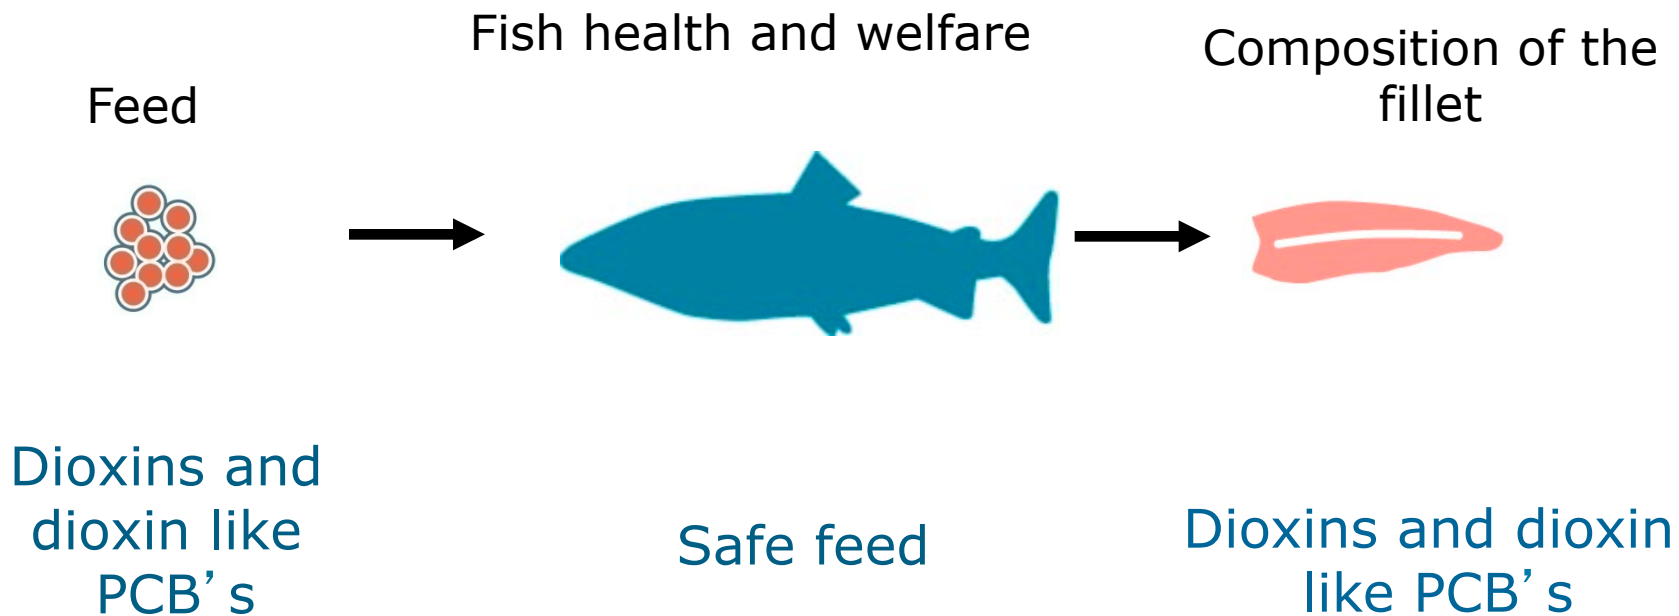 Fish health and welfare
Composition of the
fillet
Feed
Dioxins and
dioxin like
PCB’s
Safe feed
Dioxins and dioxin
like PCB’s